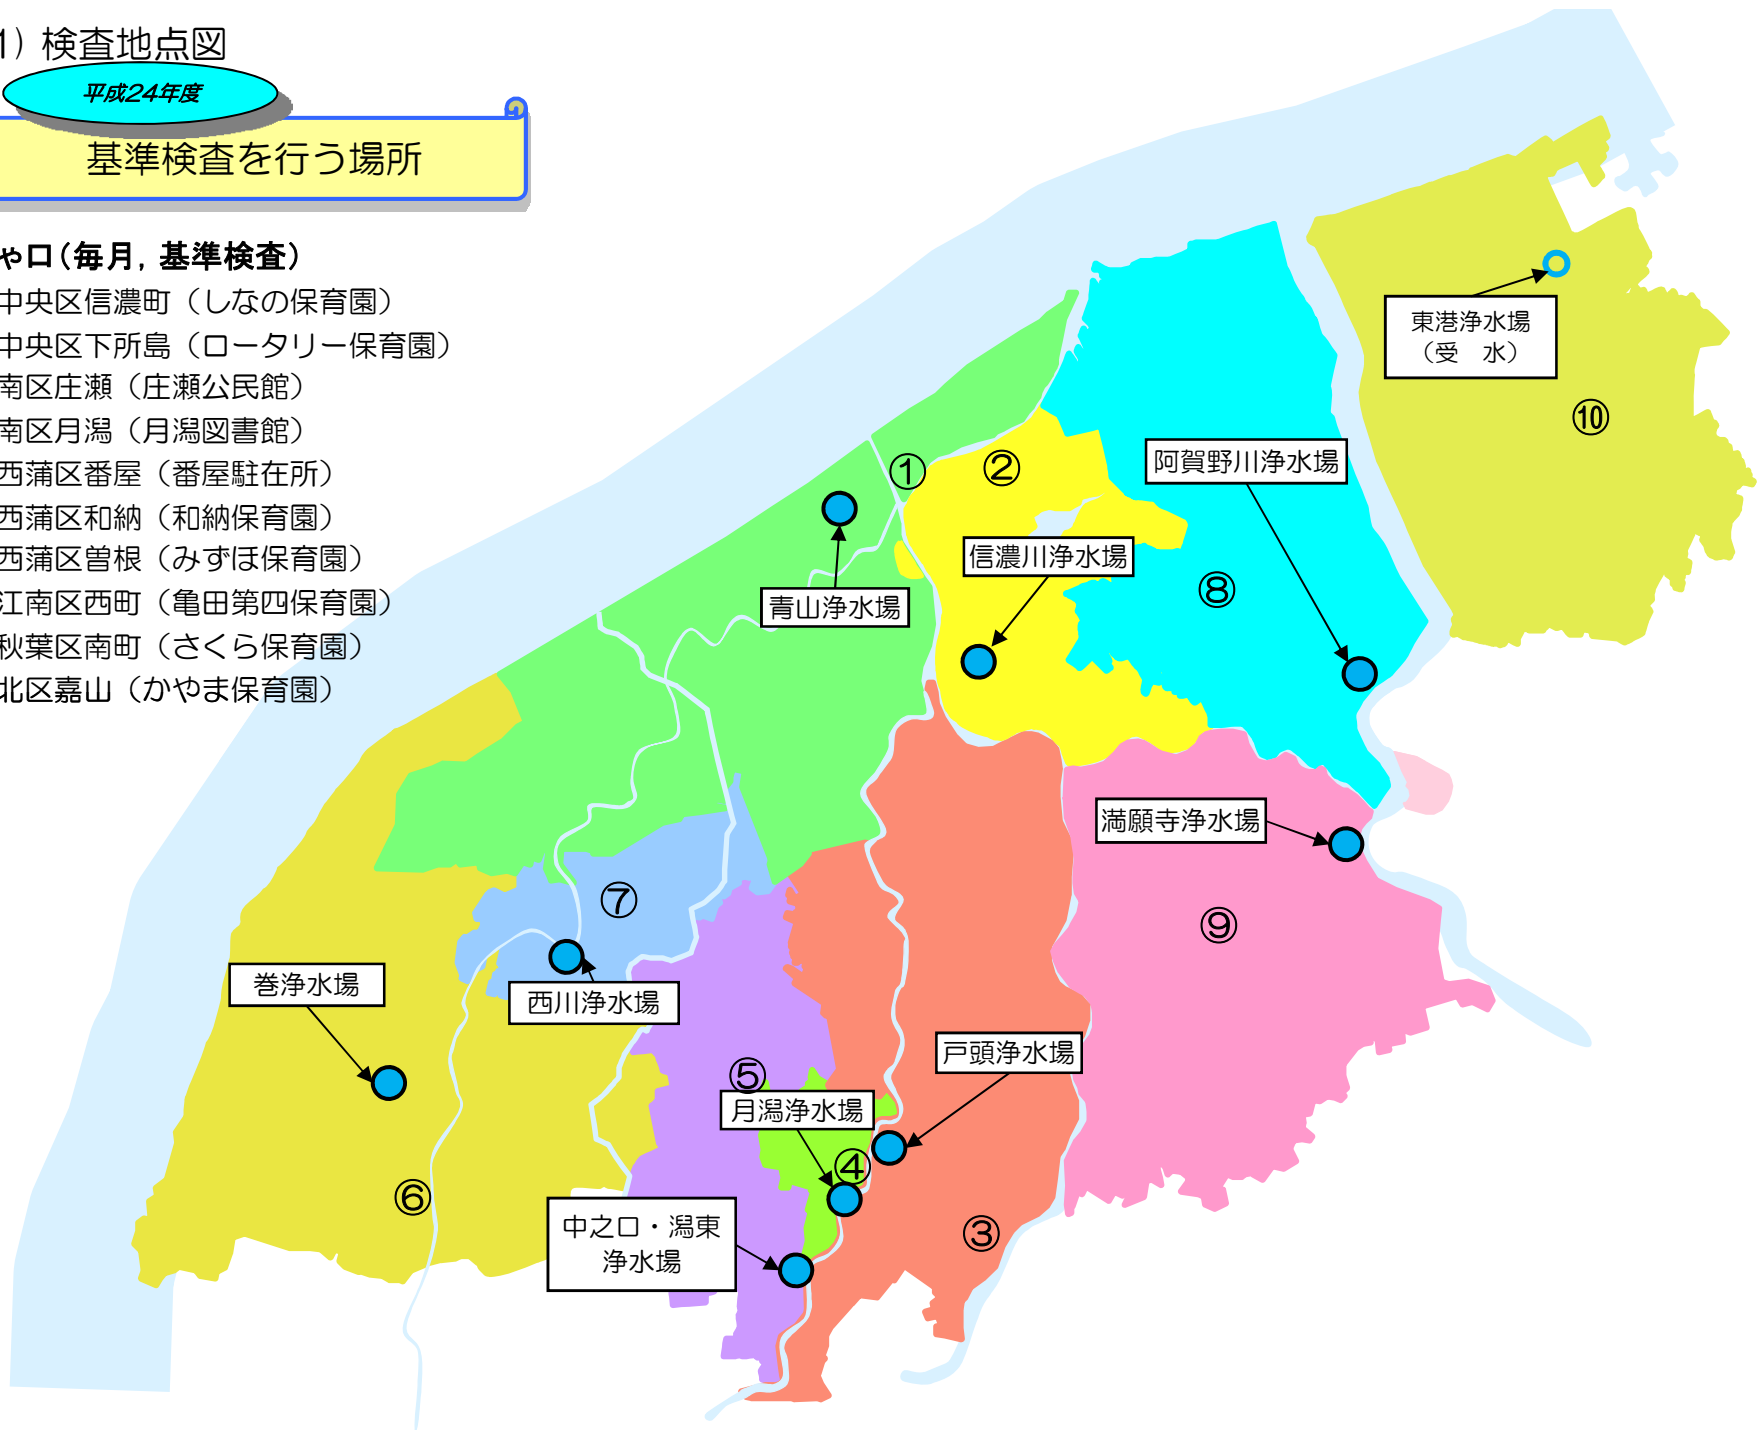 1) 検査地点図
平成24年度
基準検査を行う場所
ゃ口(毎月, 基準検査)
中央区信濃町（しなの保育園）
中央区下所島（ロータリー保育園）
南区庄瀬（庄瀬公民館）
南区月潟（月潟図書館）
西蒲区番屋（番屋駐在所）
西蒲区和納（和納保育園）
西蒲区曽根（みずほ保育園）
江南区西町（亀田第四保育園）
秋葉区南町（さくら保育園）
北区嘉山（かやま保育園）
東港浄水場
（受　水）
⑩
①
②
阿賀野川浄水場
信濃川浄水場
⑧
青山浄水場
満願寺浄水場
⑦
⑨
巻浄水場
西川浄水場
戸頭浄水場
⑤
月潟浄水場
④
⑥
中之口・潟東
浄水場
③